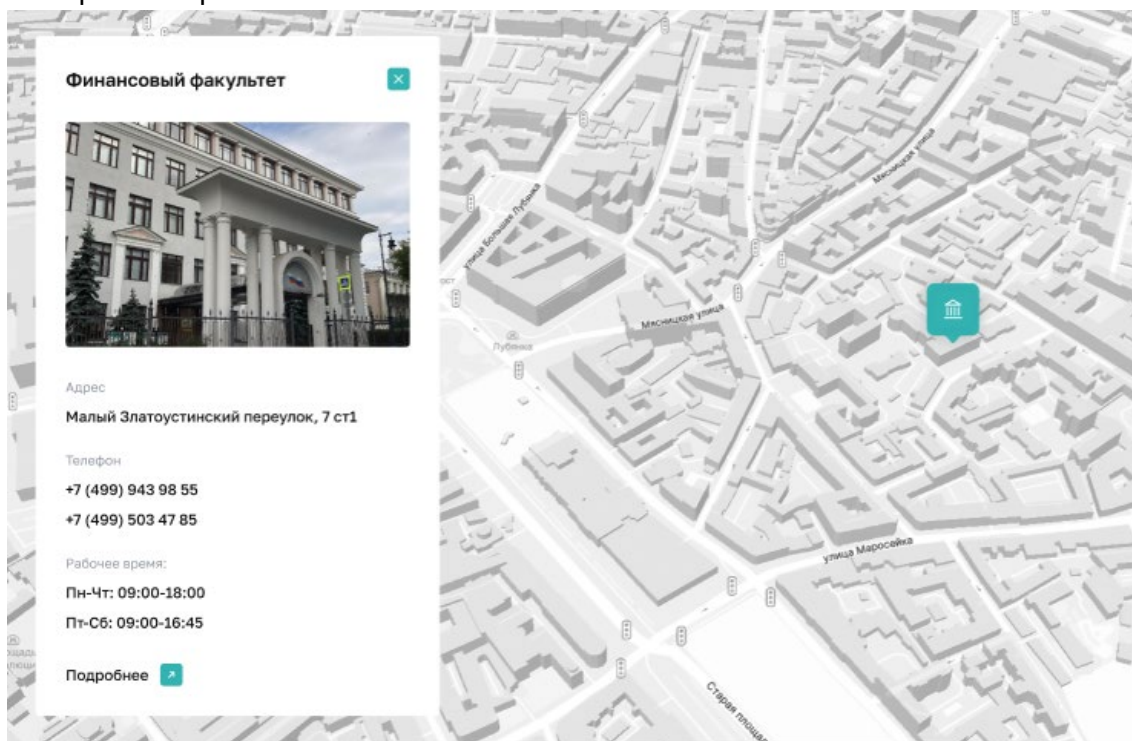 Финансовый факультет
Адрес
Малый Златоустинский переулок, 7 ст1
Телефон
+7 (499) 943 98 55
+7 (499) 503 47 85
Рабочее время:
Пн-Чт: 09:00-18:00
Пт-Сб: 09:00-16:45
Подробнее
Мясницкая улица
улица Большая Лубянка
Мясницкая улица
Лубянка
улица Маросейка
Старая площадь